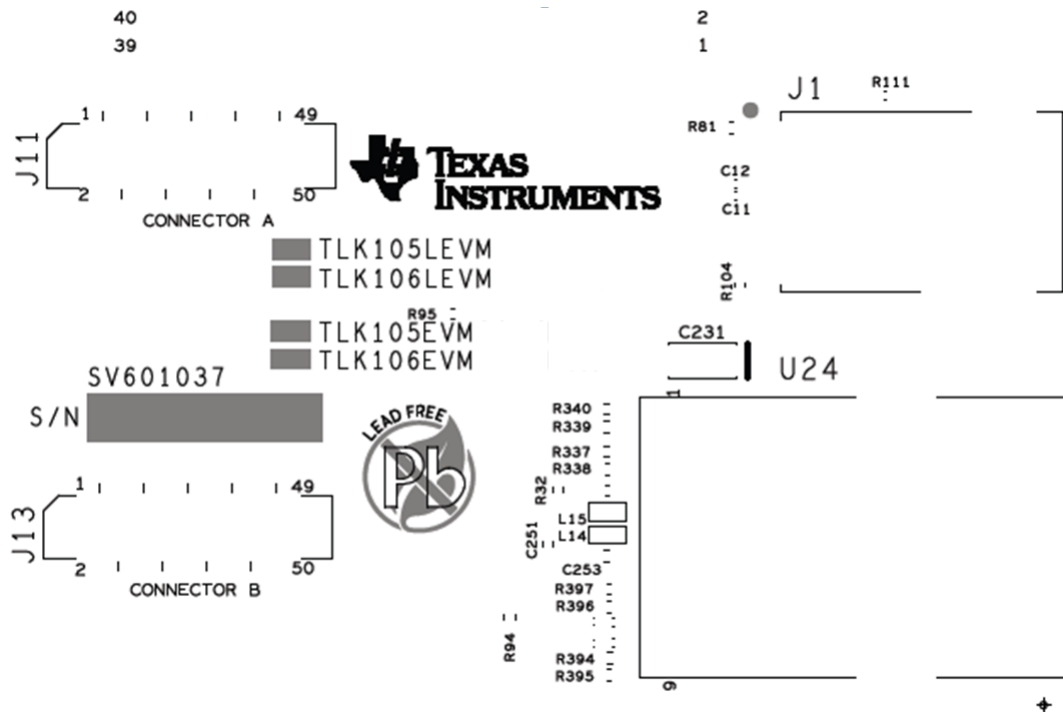 40
2
39
1
J1
R111
1
49
R81
J11
TEXAS
INSTRUMENTS
C12
2
50
C11
CONNECTOR A
TLK105LEVM
TLK106LEVM
R104
R95
TLK105EVM
TLK106EVM
C231
U24
SV601037
S/N
1
LEAD FREE
Pb
R340
R339
R337
R338
1
49
R32
J13
L15
L14
C251
2
50
C253
CONNECTOR B
R397
R396
R94
R394
R395
9